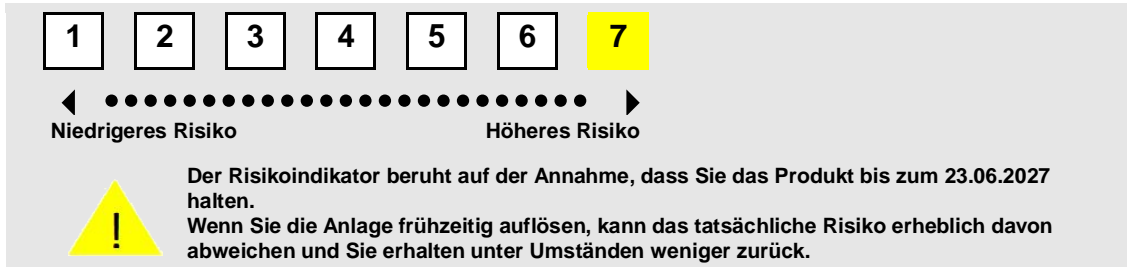 1 2 3 4 5 6 7
Niedrigeres Risiko Höheres Risiko
Der Risikoindikator beruht auf der Annahme, dass Sie das Produkt bis zum 23.06.2027
halten.
Wenn Sie die Anlage frühzeitig auflösen, kann das tatsächliche Risiko erheblich davon
abweichen und Sie erhalten unter Umständen weniger zurück.
!